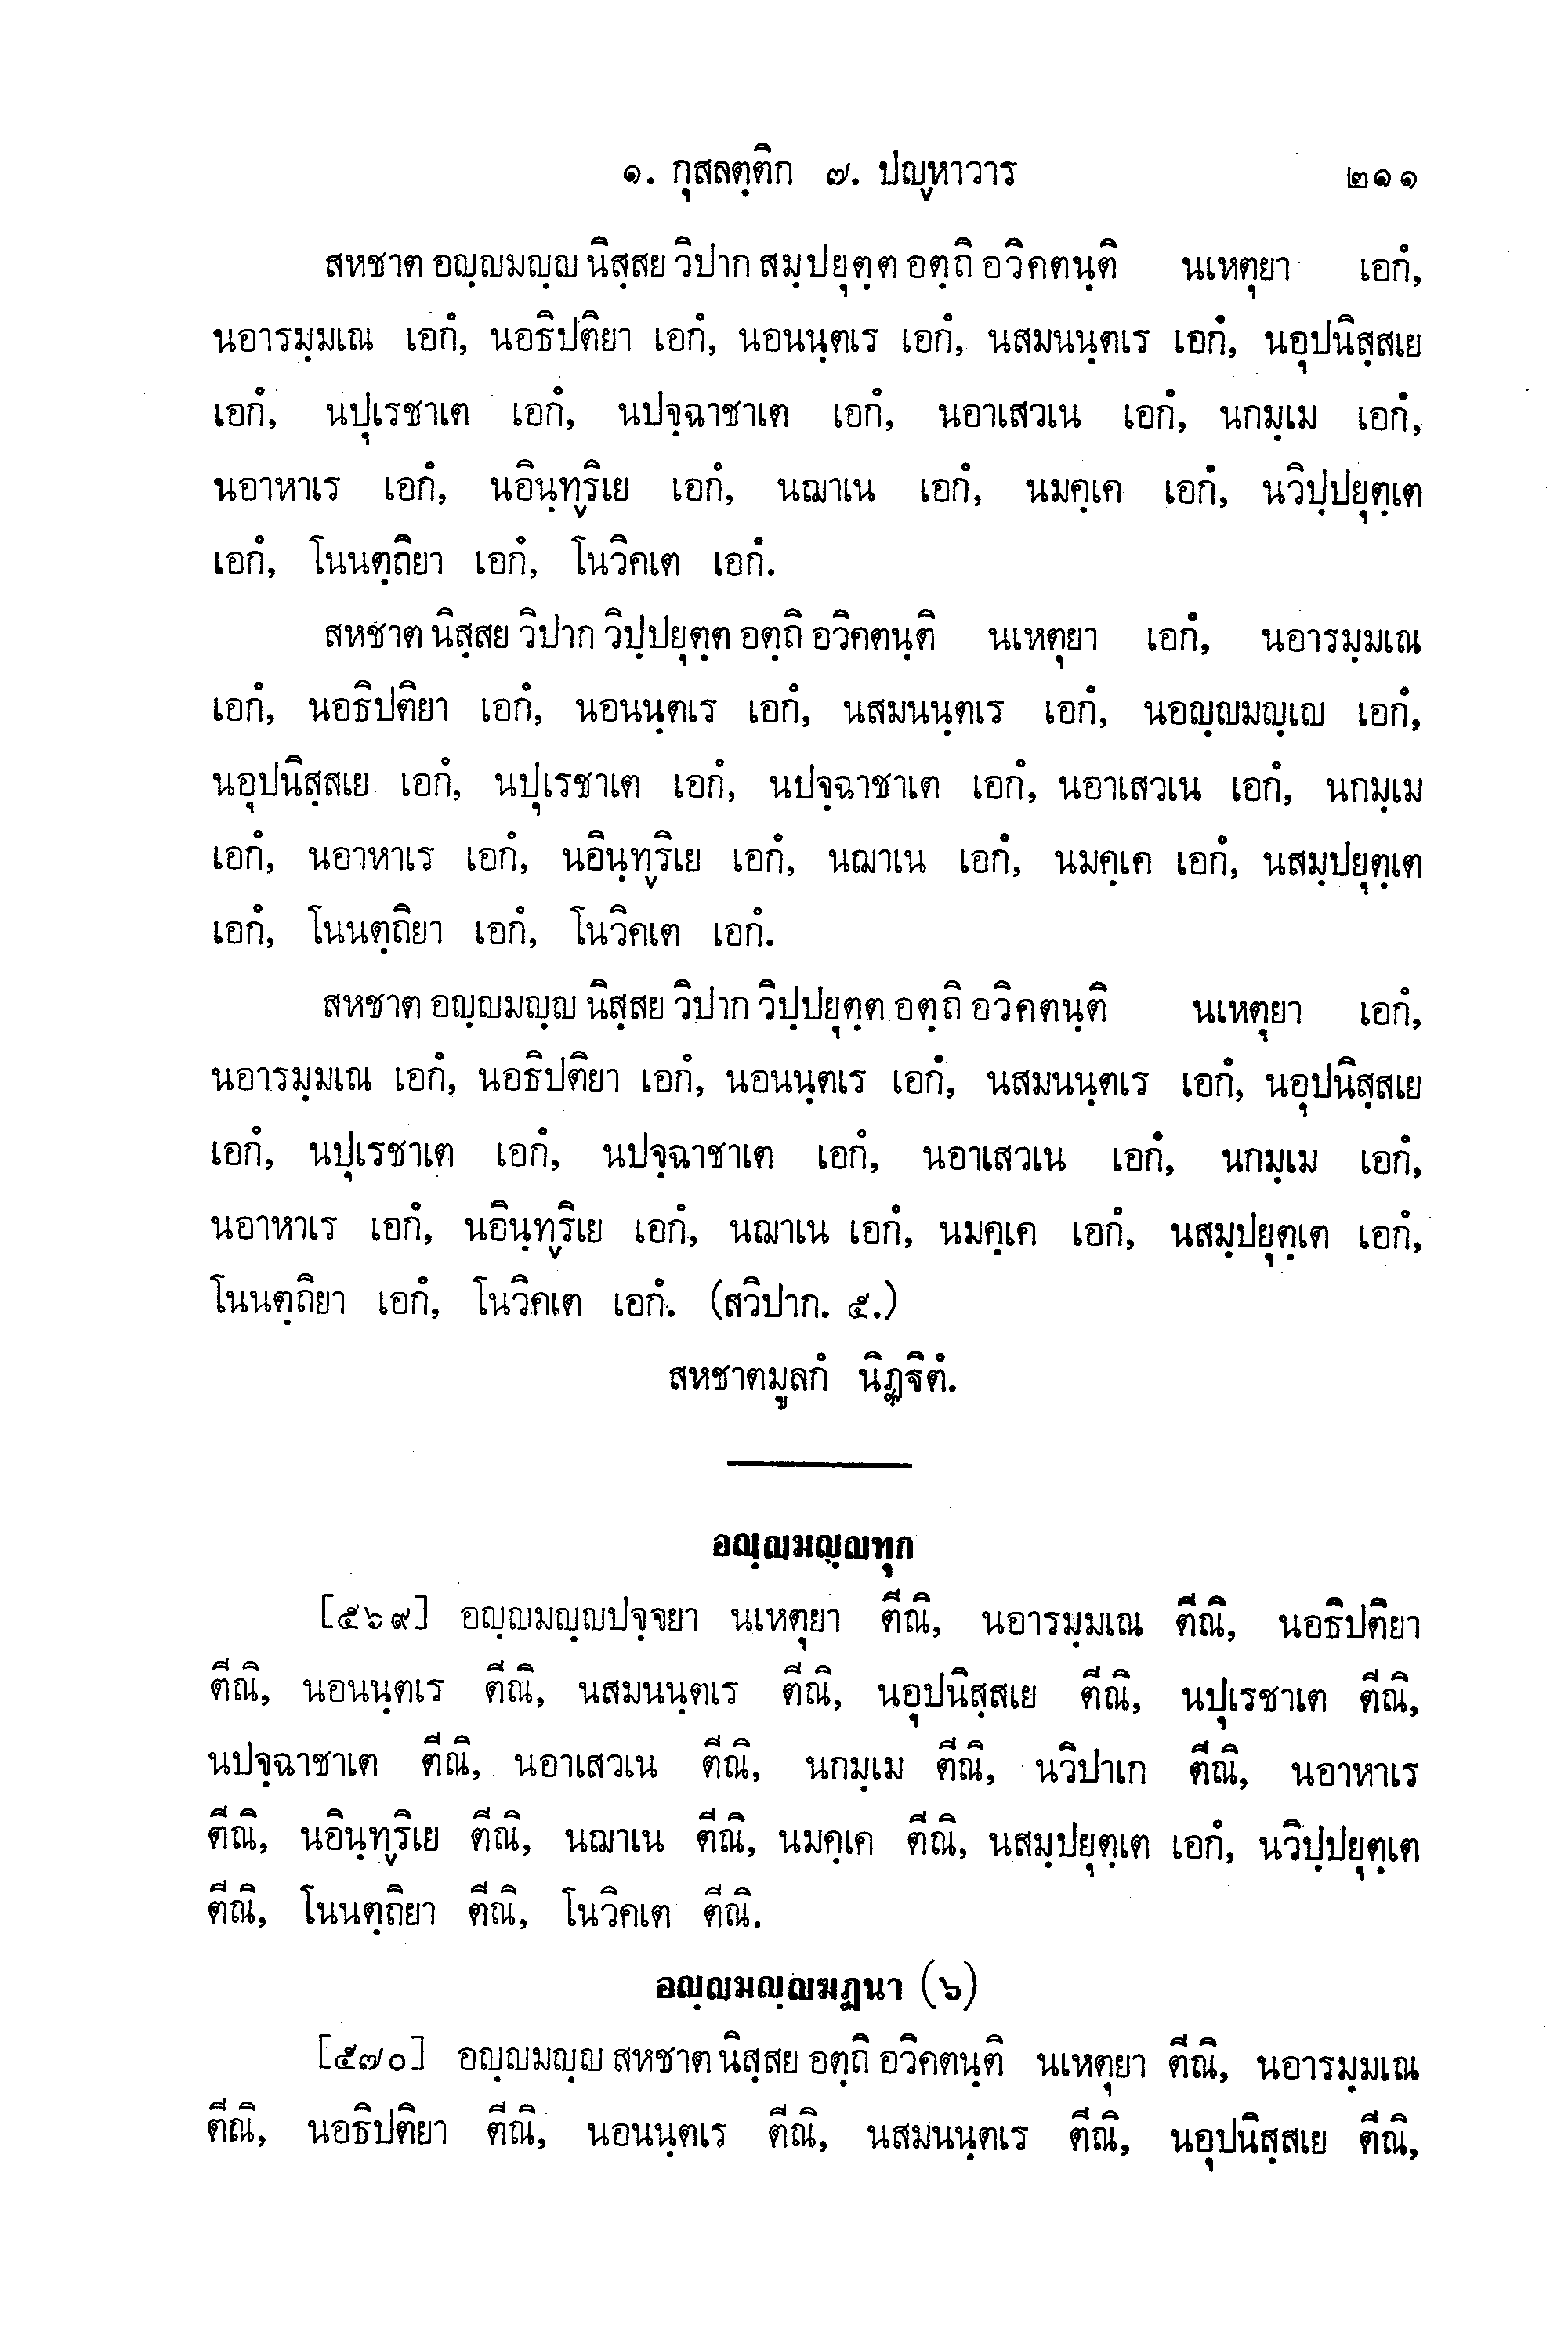 ๑. กุสลตฺติก ๗. ปญฺหาวาร ๒๑๑
สหชาต อญฺญมญฺญ นิสฺสย วิปาก สมฺปยุตฺต อตฺถิ อวิคตนฺติ นเหตุยา เอกํ,
นอารมฺมเณ เอกํ, นอธิปติยา เอกํ, นอนนฺตเร เอกํ, นสมนนฺตเร เอกํ, นอุปนิสฺสเย
เอกํ, นปุเรชาเต เอกํ, นปจฺฉาชาเต เอกํ, นอาเสวเน เอกํ, นกมฺเม เอกํ,
นอาหาเร เอกํ, นอินฺทฺริเย เอกํ, นฌาเน เอกํ, นมคฺเค เอกํ, นวิปฺปยุตฺเต
เอกํ, โนนตฺถิยา เอกํ, โนวิคเต เอกํ.
สหชาต นิสฺสย วิปาก วิปฺปยุตฺต อตฺถิ อวิคตนฺติ นเหตุยา เอกํ, นอารมฺมเณ
เอกํ, นอธิปติยา เอกํ, นอนนฺตเร เอกํ, นสมนนฺตเร เอกํ, นอญฺญมญฺเญ เอกํ,
นอุปนิสฺสเย เอกํ, นปุเรชาเต เอกํ, นปจฺฉาชาเต เอกํ, นอาเสวเน เอกํ, นกมฺเม
เอกํ, นอาหาเร เอกํ, นอินฺทฺริเย เอกํ, นฌาเน เอกํ, นมคฺเค เอกํ, นสมฺปยุตฺเต
เอกํ, โนนตฺถิยา เอกํ, โนวิคเต เอกํ.
สหชาต อญฺญมญฺญ นิสฺสย วิปาก วิปฺปยุตฺต อตฺถิ อวิคตนฺติ นเหตุยา เอกํ,
นอารมฺมเณ เอกํ, นอธิปติยา เอกํ, นอนนฺตเร เอกํ, นสมนนฺตเร เอกํ, นอุปนิสฺสเย
เอกํ, นปุเรชาเต เอกํ, นปจฺฉาชาเต เอกํ, นอาเสวเน เอกํ, นกมฺเม เอกํ,
นอาหาเร เอกํ, นอินฺทฺริเย เอกํ, นฌาเน เอกํ, นมคฺเค เอกํ, นสมฺปยุตฺเต เอกํ,
โนนตฺถิยา เอกํ, โนวิคเต เอกํ. (สวิปาก. ๕.)
สหชาตมูลกํ นิฏฺฐิตํ.
อญฺญมญฺญทุก
[๕๖๙] อญฺญมญฺญปจฺจยา นเหตุยา ตีณิ, นอารมฺมเณ ตีณิ, นอธิปติยา
ตีณิ, นอนนฺตเร ตีณิ, นสมนนฺตเร ตีณิ, นอุปนิสฺสเย ตีณิ, นปุเรชาเต ตีณิ,
นปจฺฉาชาเต ตีณิ, นอาเสวเน ตีณิ, นกมฺเม ตีณิ, นวิปาเก ตีณิ, นอาหาเร
ตีณิ, นอินฺทฺริเย ตีณิ, นฌาเน ตีณิ, นมคฺเค ตีณิ, นสมฺปยุตฺเต เอกํ, นวิปฺปยุตฺเต
ตีณิ, โนนตฺถิยา ตีณิ, โนวิคเต ตีณิ.
อญฺญมญฺญฆฏนา (๖)
[๕๗๐] อญฺญมญฺญ สหชาต นิสฺสย อตฺถิ อวิคตนฺติ นเหตุยา ตีณิ, นอารมฺมเณ
ตีณิ, นอธิปติยา ตีณิ, นอนนฺตเร ตีณิ, นสมนนฺตเร ตีณิ, นอุปนิสฺสเย ตีณิ,